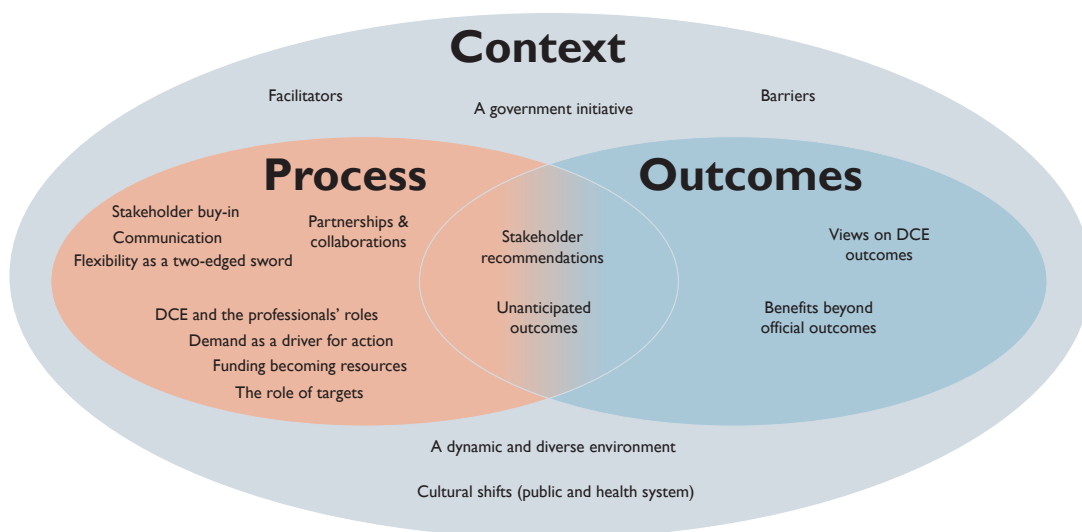 Context
Facilitators
A government initiative
Barriers
Process
Outcomes
Stakeholder buy-in
Communication
Flexibility as a two-edged sword
Partnerships &
collaborations
DCE and the professionals’ roles
Demand as a driver for action
Funding becoming resources
The role of targets
Stakeholder
recommendations
Unanticipated
outcomes
Views on DCE
outcomes
Benefits beyond
official outcomes
A dynamic and diverse environment
Cultural shifts (public and health system)